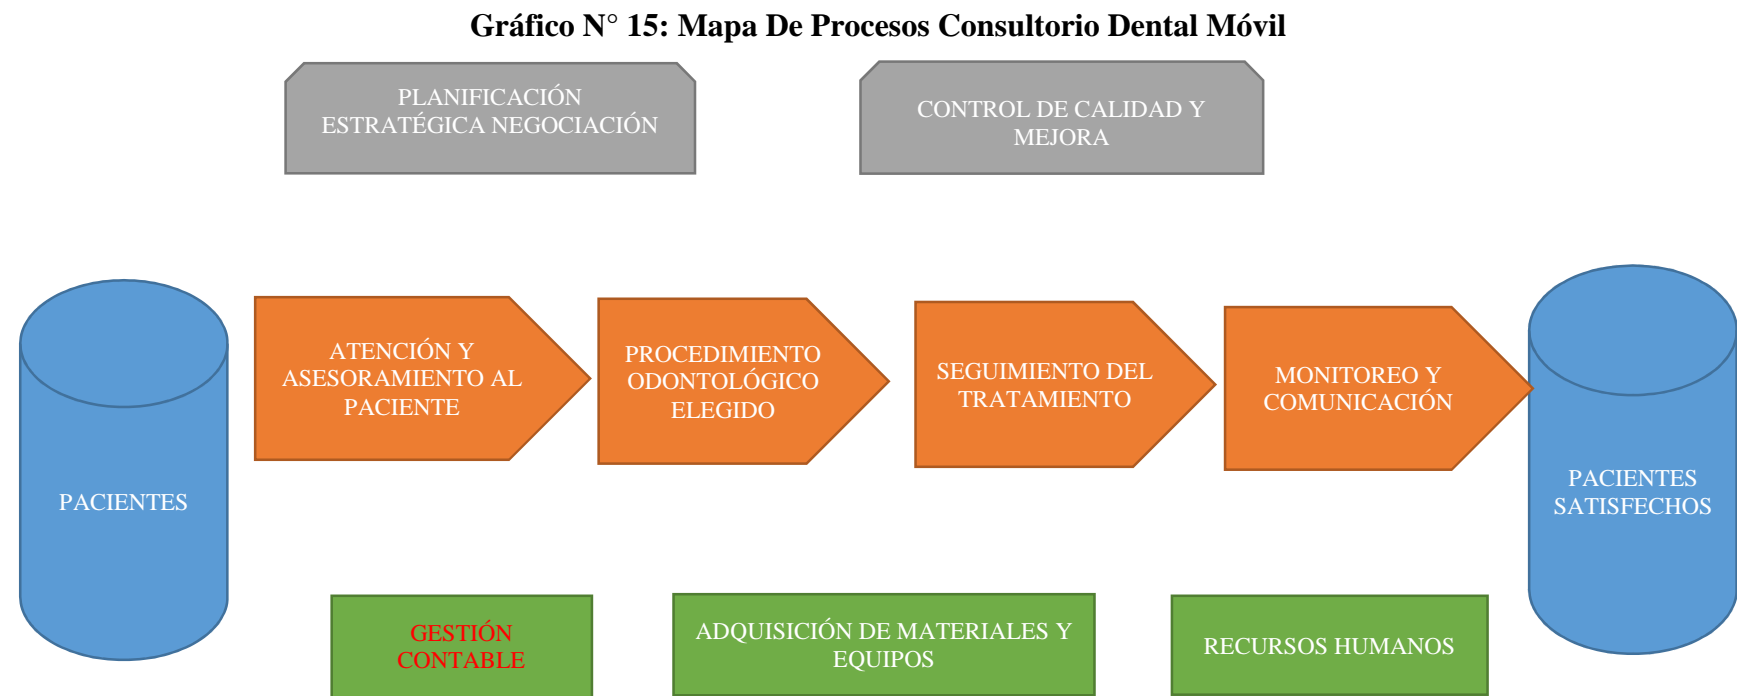 Gráfico N° 15: Mapa De Procesos Consultorio Dental Móvil
PLANIFICACIÓN
ESTRATÉGICA NEGOCIACIÓN
CONTROL DE CALIDAD Y
MEJORA
PACIENTES
ATENCIÓN Y
ASESORAMIENTO AL
PACIENTE
PROCEDIMIENTO
ODONTOLÓGICO
ELEGIDO
SEGUIMIENTO DEL
TRATAMIENTO
MONITOREO Y
COMUNICACIÓN
PACIENTES
SATISFECHOS
GESTIÓN
CONTABLE
ADQUISICIÓN DE MATERIALES Y
EQUIPOS
RECURSOS HUMANOS